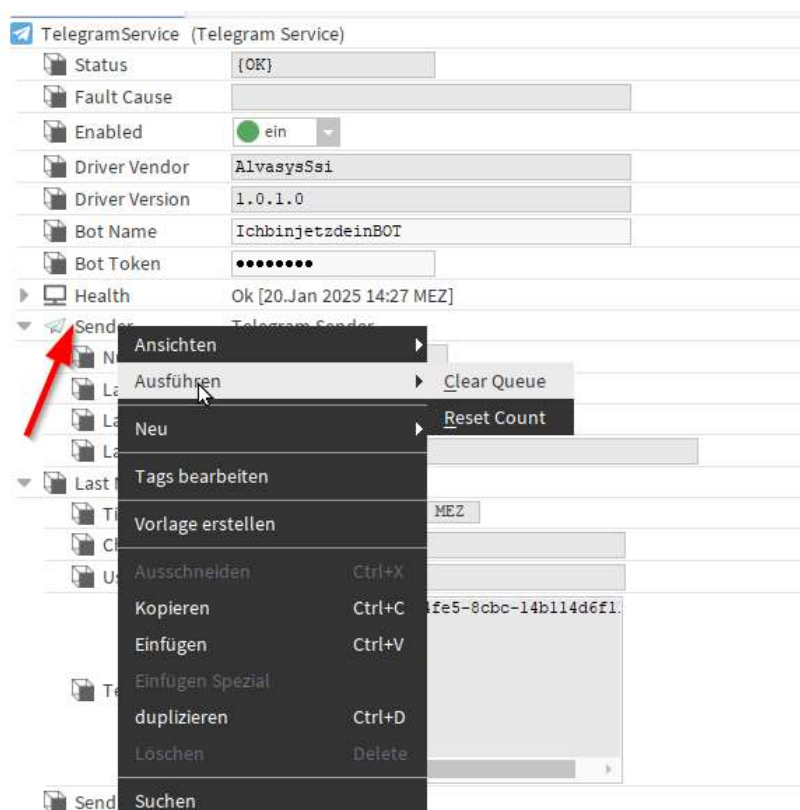 TelegramService (Telegram Service)
Status {OK}
Fault Cause
Enabled ein
Driver Vendor AlvasysSsi
Driver Version 1.0.1.0
Bot Name IchbinjetzdeinBOT
Bot Token ●●●●●●●●
Health Ok [20.Jan 2025 14:27 MEZ]
Sender Telegram Sender
Ansichten
Ausführen
Clear Queue
Reset Count
Neu
Last
Tags bearbeiten
MEZ
Vorlage erstellen
Ausschneiden Ctrl+X
Kopieren Ctrl+C
fe5-8cbc-14b114d6f1
Einfügen Ctrl+V
Einfügen Spezial
duplizieren Ctrl+D
Löschen Delete
Send
Suchen